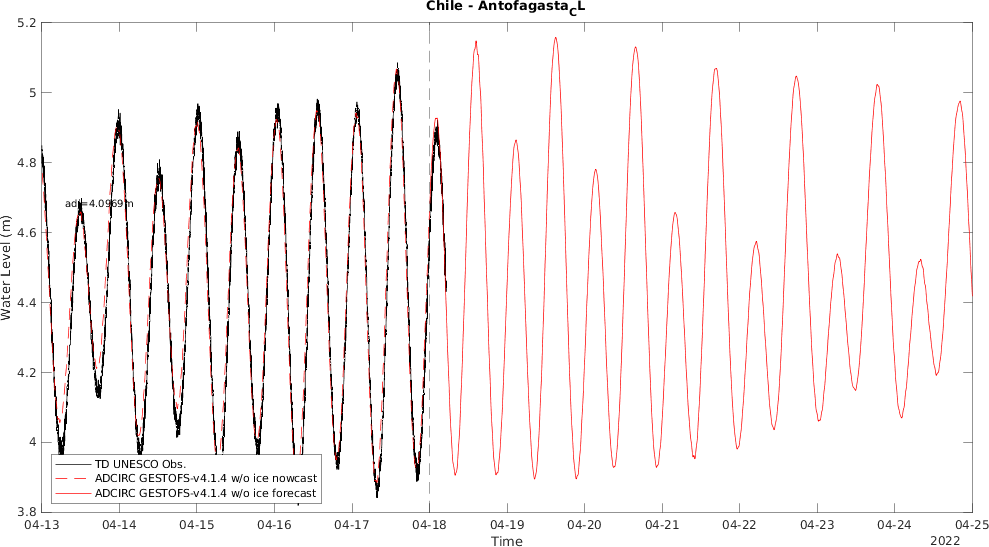 Chile - Antofagasta_CL
5.2
5
4.8
4.6
4.4
4.2
4
3.8
Water Level (m)
adj=4.0969m
TD UNESCO Obs.
ADCIRC GESTOFS-v4.1.4 w/o ice nowcast
ADCIRC GESTOFS-v4.1.4 w/o ice forecast
04-13 04-14 04-15 04-16 04-17 04-18 04-19 04-20 04-21 04-22 04-23 04-24 04-25
Time
2022